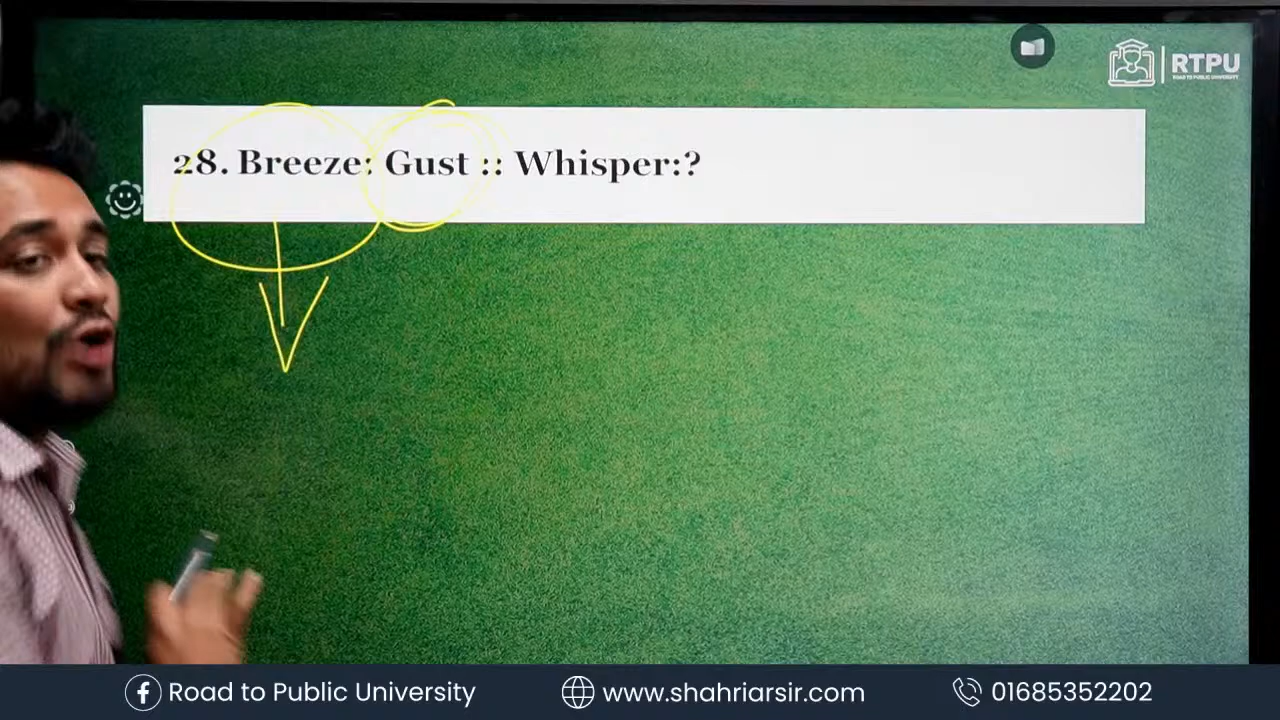 RTPU
ROAD TO PUBLIC UNIVERSITY
28. Breeze: Gust :: Whisper:?
Road to Public University
www.shahriarsir.com
01685352202